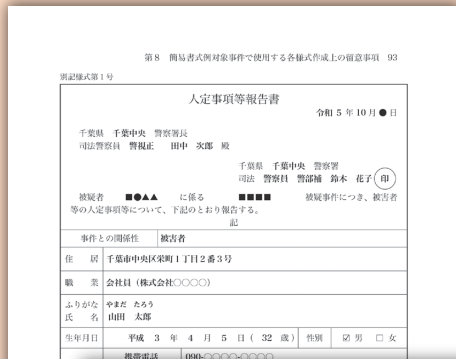 第8 簡易書式例対象事件で使用する各様式作成上の留意事項 93
別記様式第1号
人定事項等報告書
令和 5 年 10 月 ● 日
千葉県 千葉中央 警察署長
司法警察員 警視正 田中 次郎 殿
千葉県 千葉中央 警察署
司法 警察員 警部補 鈴木 花子 印
被疑者 ■●▲▲ に係る ■■■■ 被疑事件につき、被害者
等の人定事項等について、下記のとおり報告する。
記
事件との関係性 被害者
住居 千葉市中央区栄町1丁目2番3号
職業 会社員(株式会社○○○○)
ふりがな やまだ たろう
氏名 山田 太郎
生年月日 平成 3 年 4 月 5 日 ( 32 歳) 性別 ☑ 男 □ 女
携帯電話 090-○○○○-○○○○